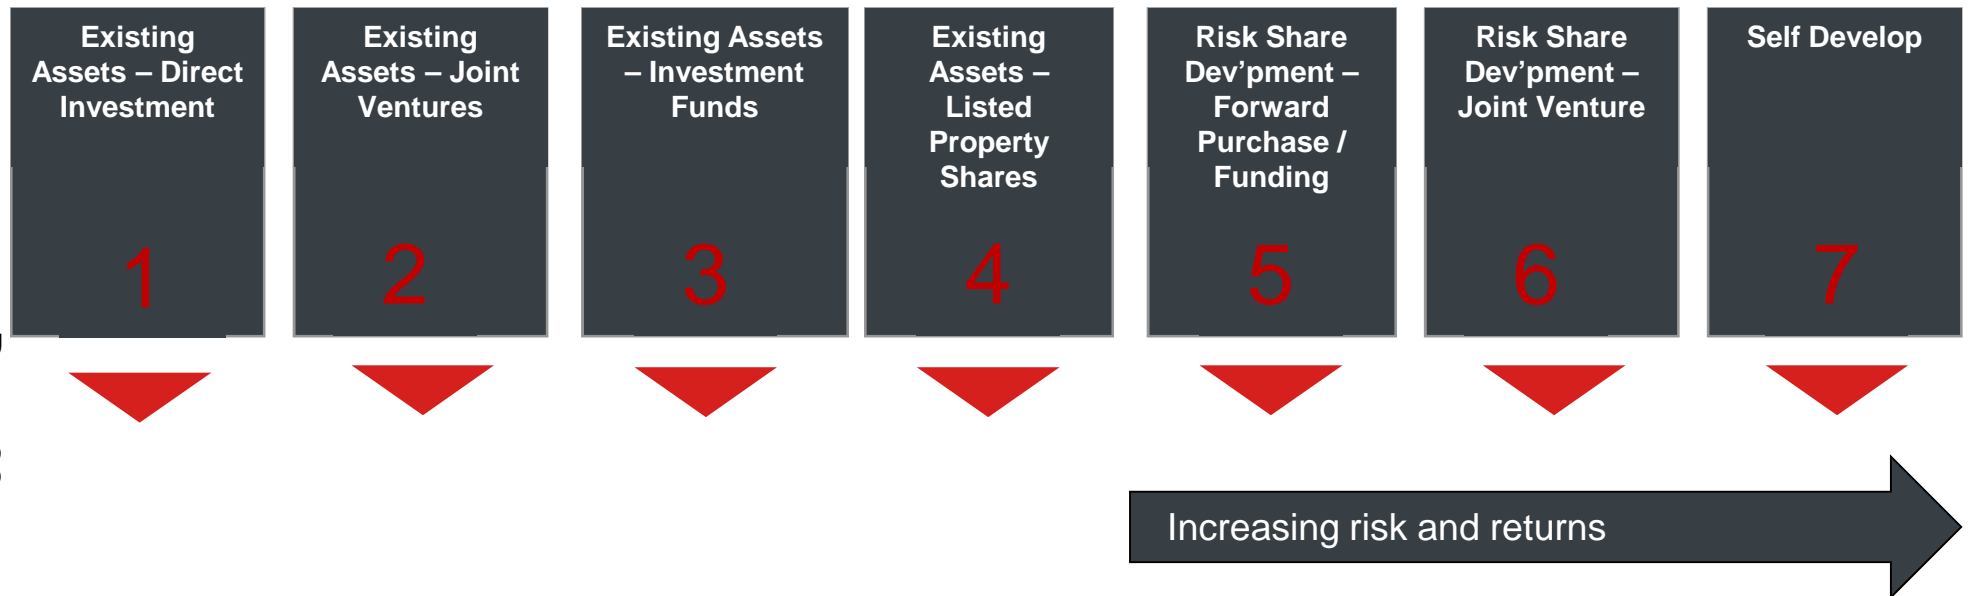 Existing
Assets – Direct
Investment
1
Existing
Assets – Joint
Ventures
2
Existing Assets
– Investment
Funds
3
Existing
Assets –
Listed
Property
Shares
4
Risk Share
Dev'pment –
Forward
Purchase /
Funding
5
Risk Share
Dev'pment –
Joint Venture
6
Self Develop
7
Increasing risk and returns